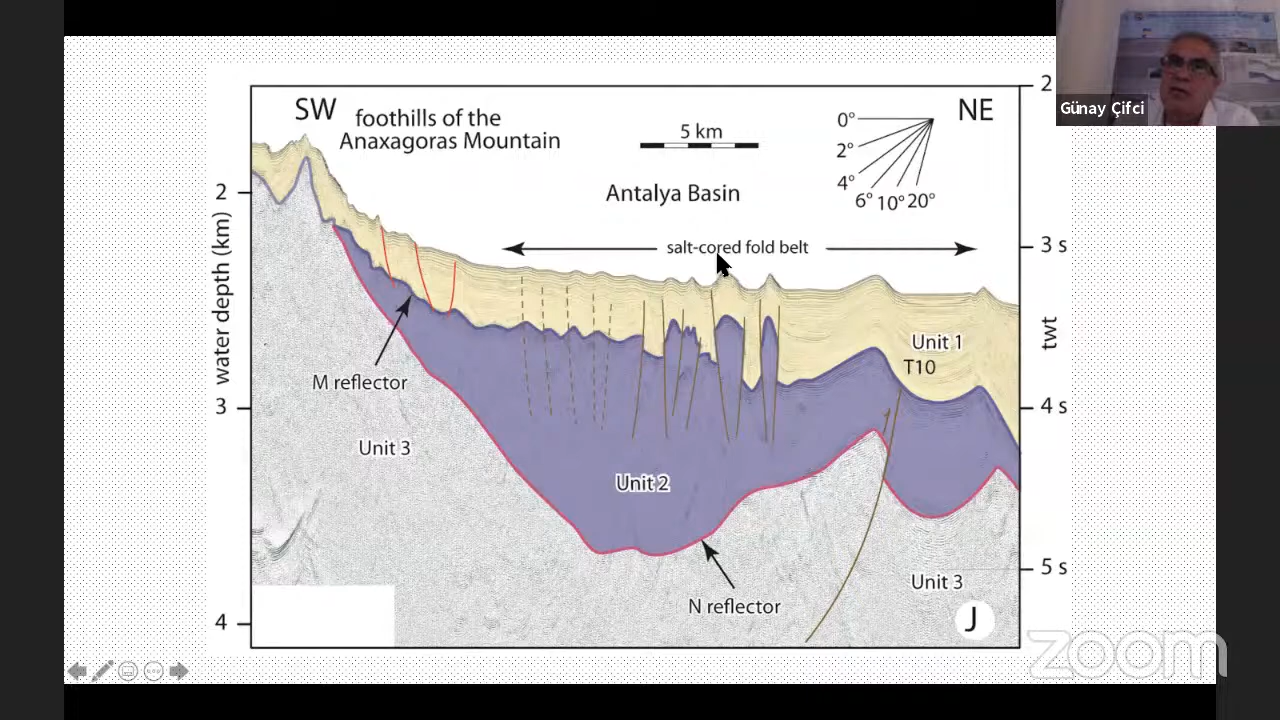 Günay Çifci
SW
foothills of the
Anaxagoras Mountain
5 km
NE
0°
2°
4°
6° 10° 20°
Antalya Basin
salt-cored fold belt
2
3 s
4 s
5 s
twt
2
3
4
water depth (km)
M reflector
Unit 1
T10
Unit 3
Unit 2
N reflector
Unit 3
J
zoom